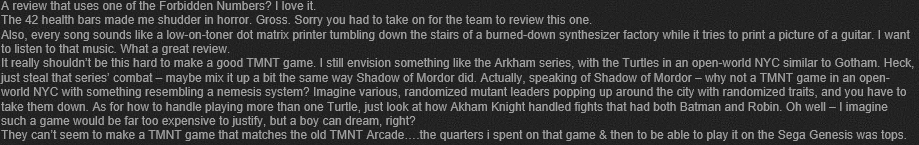 A review that uses one of the Forbidden Numbers? I love it.
The 42 health bars made me shudder in horror. Gross. Sorry you had to take on for the team to review this one.
Also, every song sounds like a low-on-toner dot matrix printer tumbling down the stairs of a burned-down synthesizer factory while it tries to print a picture of a guitar. I want
to listen to that music. What a great review.
It really shouldn't be this hard to make a good TMNT game. I still envision something like the Arkham series, with the Turtles in an open-world NYC similar to Gotham. Heck,
just steal that series' combat – maybe mix it up a bit the same way Shadow of Mordor did. Actually, speaking of Shadow of Mordor – why not a TMNT game in an open-
world NYC with something resembling a nemesis system? Imagine various, randomized mutant leaders popping up around the city with randomized traits, and you have to
take them down. As for how to handle playing more than one Turtle, just look at how Akham Knight handled fights that had both Batman and Robin. Oh well – I imagine
such a game would be far too expensive to justify, but a boy can dream, right?
They can't seem to make a TMNT game that matches the old TMNT Arcade….the quarters i spent on that game & then to be able to play it on the Sega Genesis was tops.